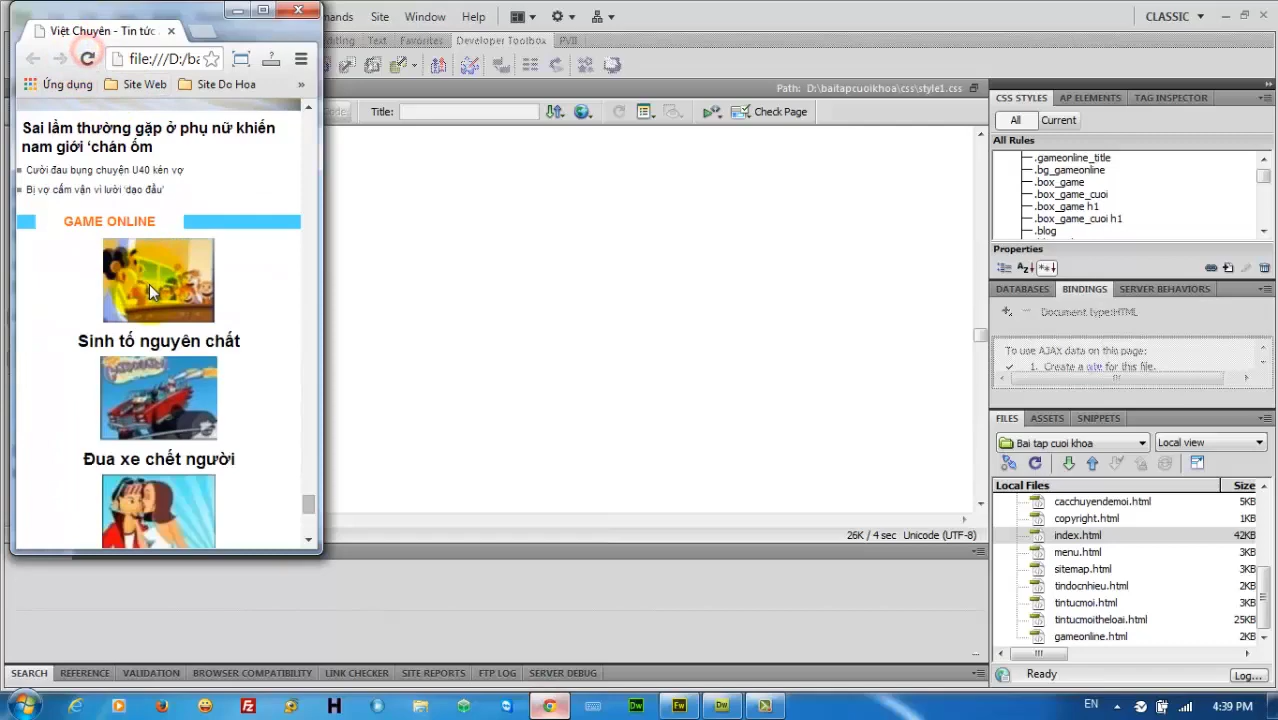 mands Site Window Help CLASSIC
Việt Chuyên - Tin tức
file:///D:/ba
Ứng dụng Site Web Site Do Hoa »
Text Favorites Developer Toolbox PVII
Path: D:\baitapcuoikhoa\css\style1.css
Title: Check Page
Sai lầm thường gặp ở phụ nữ khiến
nam giới ‘chán ốm
Cười đau bụng chuyện U40 kén vợ
Bị vợ cấm vận vì lười ‘dạo đầu’
GAME ONLINE
Sinh tố nguyên chất
Đua xe chết người
CSS STYLES AP ELEMENTS TAG INSPECTOR
All Current
All Rules
.gameonline_title
.bg_gameonline
.box_game
.box_game_cuoi
.box_game h1
.box_game_cuoi h1
.blog
Properties
DATABASES BINDINGS SERVER BEHAVIORS
Document type:HTML
To use AJAX data on this page:
1. Create a site for this file.
FILES ASSETS SNIPPETS
Bai tap cuoi khoa Local view
Local Files Size
cacchuyendemoi.html 5KB
copyright.html 1KB
index.html 42KB
menu.html 3KB
sitemap.html 3KB
tindocnhieu.html 2KB
tintucmoi.html 3KB
tintucmoitheloai.html 25KB
gameonline.html 2KB
26K / 4 sec Unicode (UTF-8)
Ready Log...
SEARCH REFERENCE VALIDATION BROWSER COMPATIBILITY LINK CHECKER SITE REPORTS FTP LOG SERVER DEBUG
EN 4:39 PM